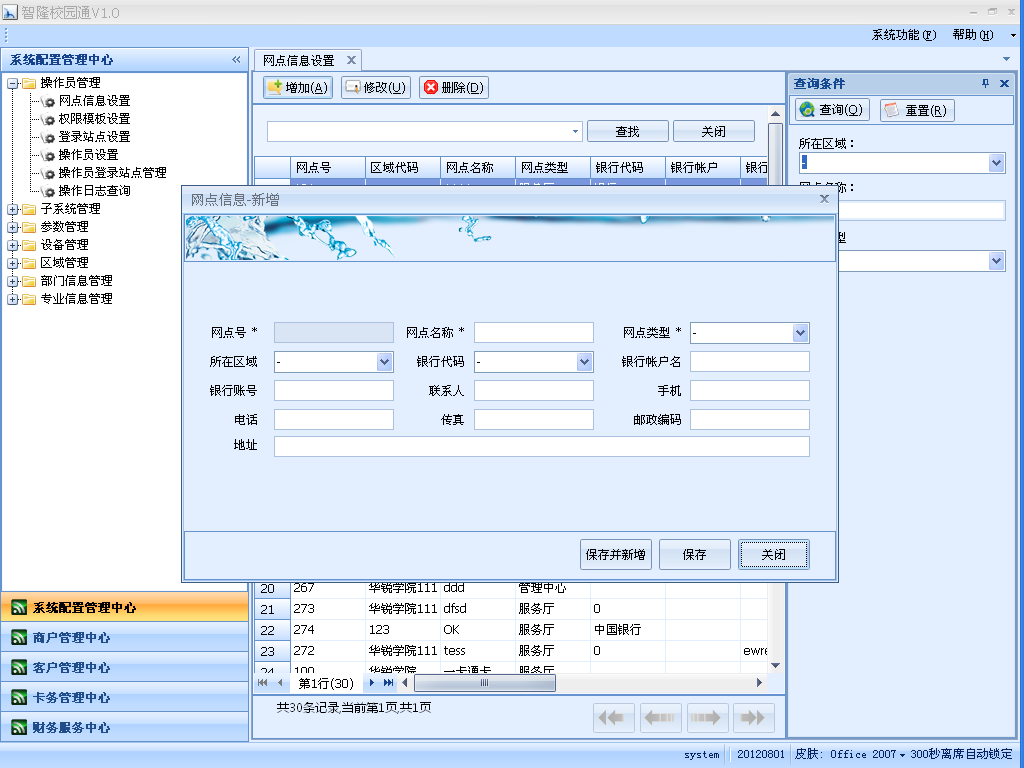 智隆校园通V1.0
系统功能(F) 帮助(H)
系统配置管理中心
操作员管理
网点信息设置
权限模板设置
登录站点设置
操作员设置
操作员登录站点管理
操作日志查询
子系统管理
参数管理
设备管理
区域管理
部门信息管理
专业信息管理
系统配置管理中心
商户管理中心
客户管理中心
卡务管理中心
财务服务中心
网点信息设置
增加(A) 修改(U) 删除(D)
查找 关闭
网点号 区域代码 网点名称 网点类型 银行代码 银行帐户 银行
查询条件
查询(Q) 重置(R)
所在区域：
-
型
网点信息-新增
网点号 * 网点名称 * 网点类型 * -
所在区域 - 银行代码 - 银行帐户名
银行账号 联系人 手机
电话 传真 邮政编码
地址
保存并新增 保存 关闭
20 267 华锐学院111 ddd 管理中心
21 273 华锐学院111 dfsd 服务厅 0
22 274 123 OK 服务厅 中国银行
23 272 华锐学院111 tess 服务厅 0 ewre
24 100 华锐学院 一卡通卡 服务厅
第1行(30)
共30条记录,当前第1页,共1页
system 20120801 皮肤: Office 2007 300秒离席自动锁定